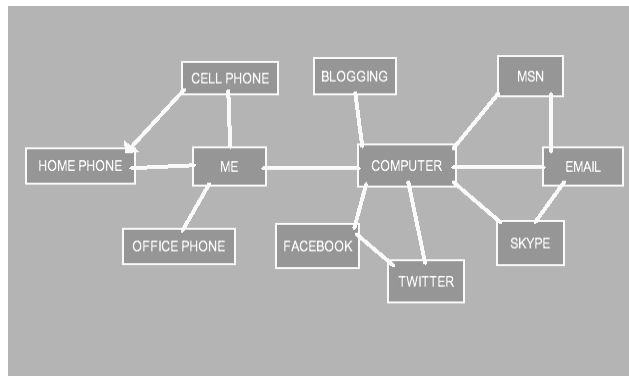 CELL PHONE
BLOGGING
MSN
HOME PHONE
ME
COMPUTER
EMAIL
OFFICE PHONE
FACEBOOK
SKYPE
TWITTER